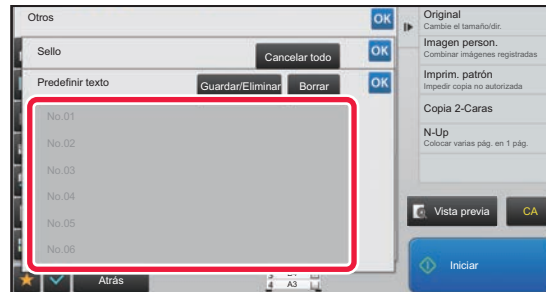 Otros
OK
Sello
Cancelar todo
OK
Predefinir texto
Guardar/Eliminar
Borrar
OK
No.01
No.02
No.03
No.04
No.05
No.06
Atrás
4 A3
Original
Cambie el tamaño/dir.
Imagen person.
Combinar imágenes registradas
Imprim. patrón
Impedir copia no autorizada
Copia 2-Caras
N-Up
Colocar varias pág. en 1 pág.
Vista previa
CA
Iniciar